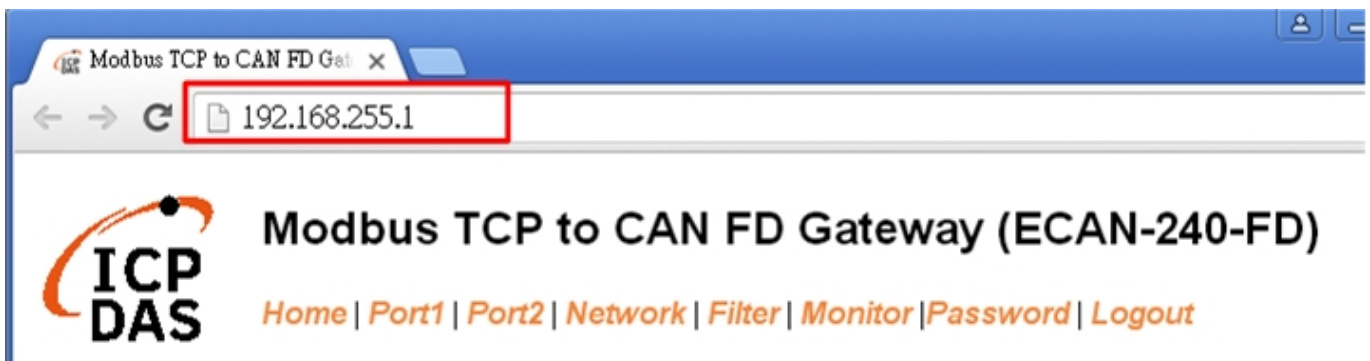 Modbus TCP to CAN FD Gat
192.168.255.1
ICP
DAS
Modbus TCP to CAN FD Gateway (ECAN-240-FD)
Home | Port1 | Port2 | Network | Filter | Monitor |Password | Logout